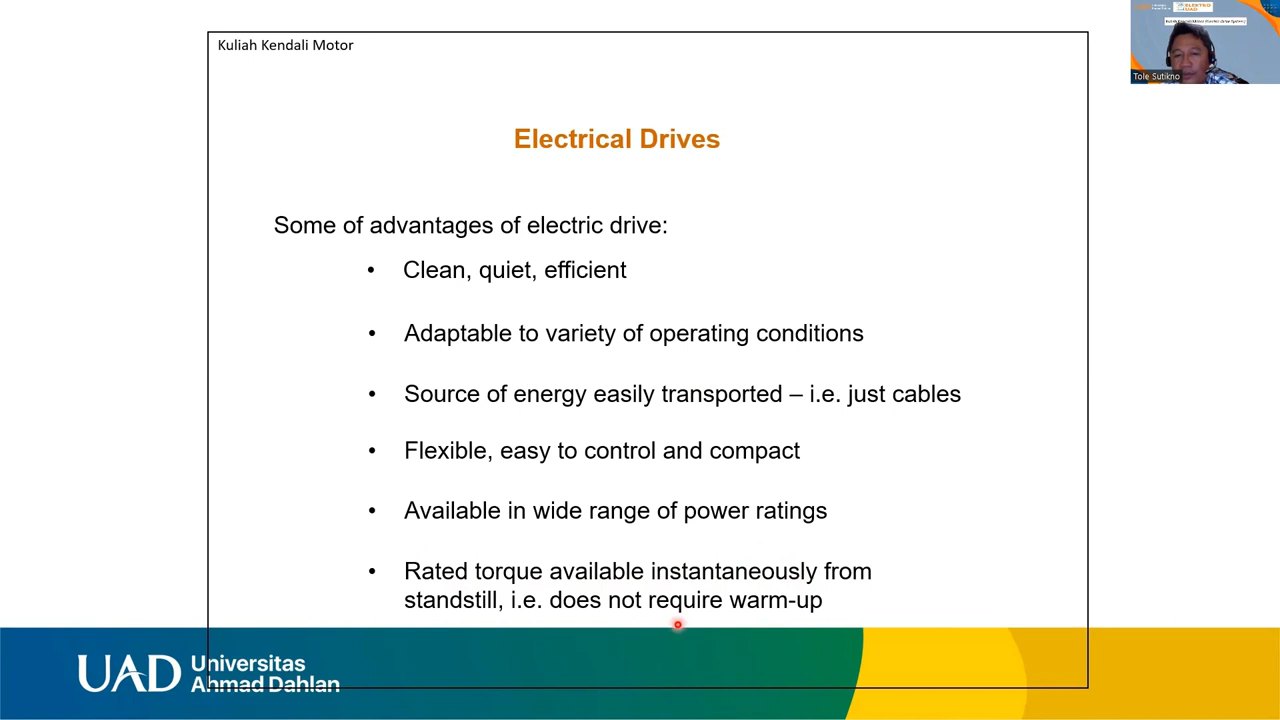 Kuliah Kendali Motor
Tole Sutikno
Electrical Drives
Some of advantages of electric drive:
• Clean, quiet, efficient
• Adaptable to variety of operating conditions
• Source of energy easily transported – i.e. just cables
• Flexible, easy to control and compact
• Available in wide range of power ratings
• Rated torque available instantaneously from
standstill, i.e. does not require warm-up
UAD Universitas
Ahmad Dahlan